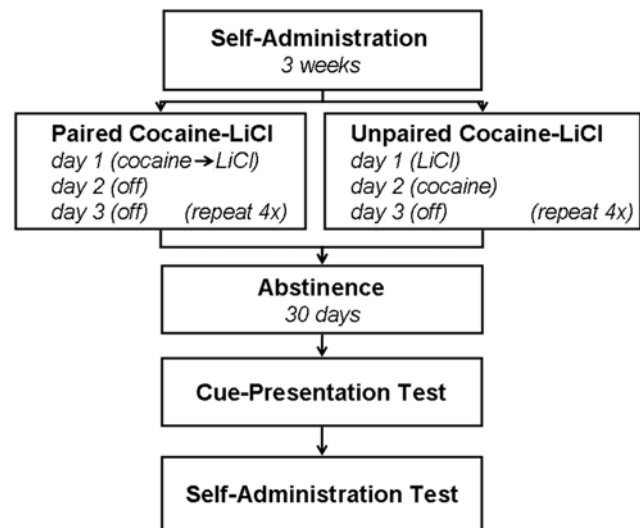 Self-Administration
3 weeks
Paired Cocaine-LiCl
day 1 (cocaine→LiCl)
day 2 (off)
day 3 (off) (repeat 4x)
Unpaired Cocaine-LiCl
day 1 (LiCl)
day 2 (cocaine)
day 3 (off) (repeat 4x)
Abstinence
30 days
Cue-Presentation Test
Self-Administration Test